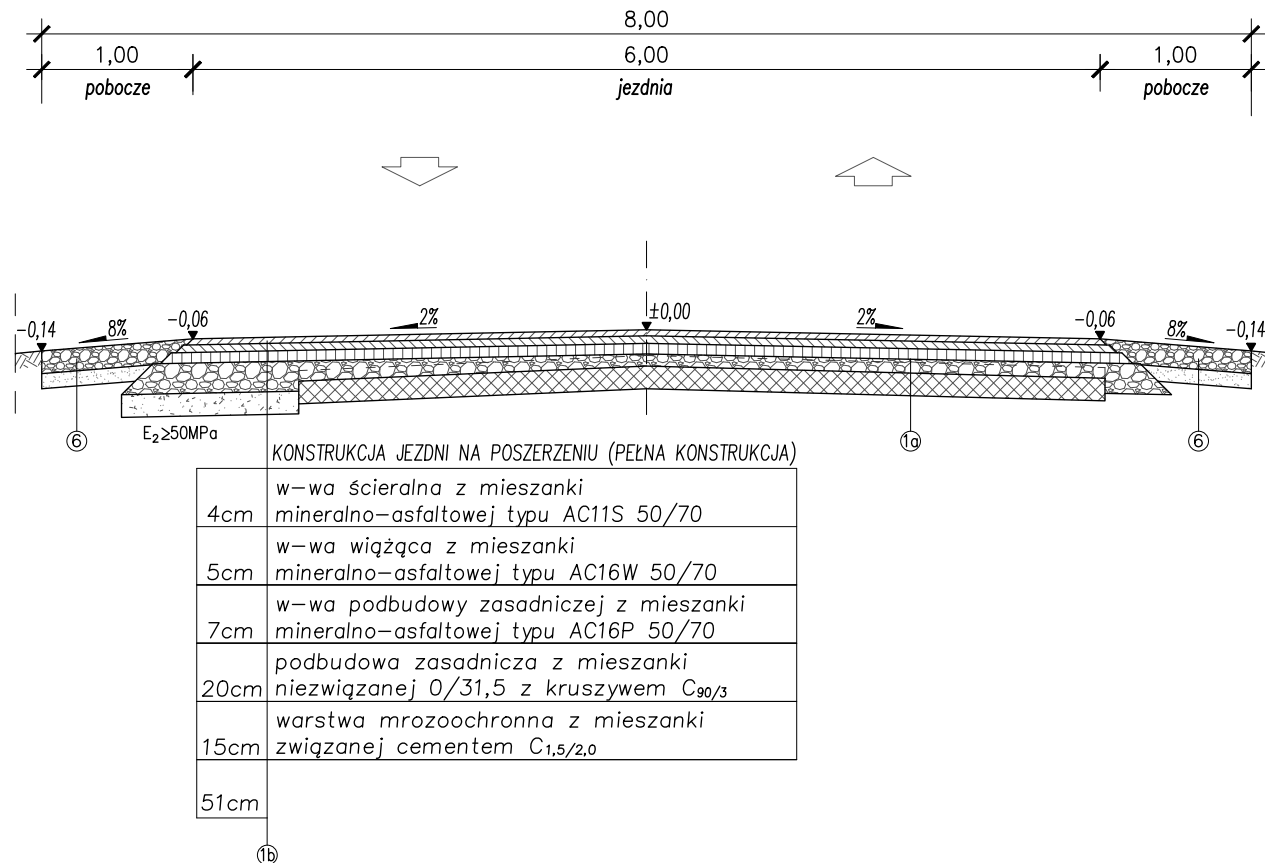 8,00
1,00 6,00 1,00
pobocze jezdnia pobocze
-0,14 8% -0,06 2% ±0,00 2% -0,06 8% -0,14
6 E2≥50MPa 1a 6
KONSTRUKCJA JEZDNI NA POSZERZENIU (PEŁNA KONSTRUKCJA)
w-wa ścieralna z mieszanki
4cm mineralno-asfaltowej typu AC11S 50/70
w-wa wiążąca z mieszanki
5cm mineralno-asfaltowej typu AC16W 50/70
w-wa podbudowy zasadniczej z mieszanki
7cm mineralno-asfaltowej typu AC16P 50/70
podbudowa zasadnicza z mieszanki
20cm niezwiązanej 0/31,5 z kruszywem C90/3
warstwa mrozoochronna z mieszanki
15cm związanej cementem C1,5/2,0
51cm
1b